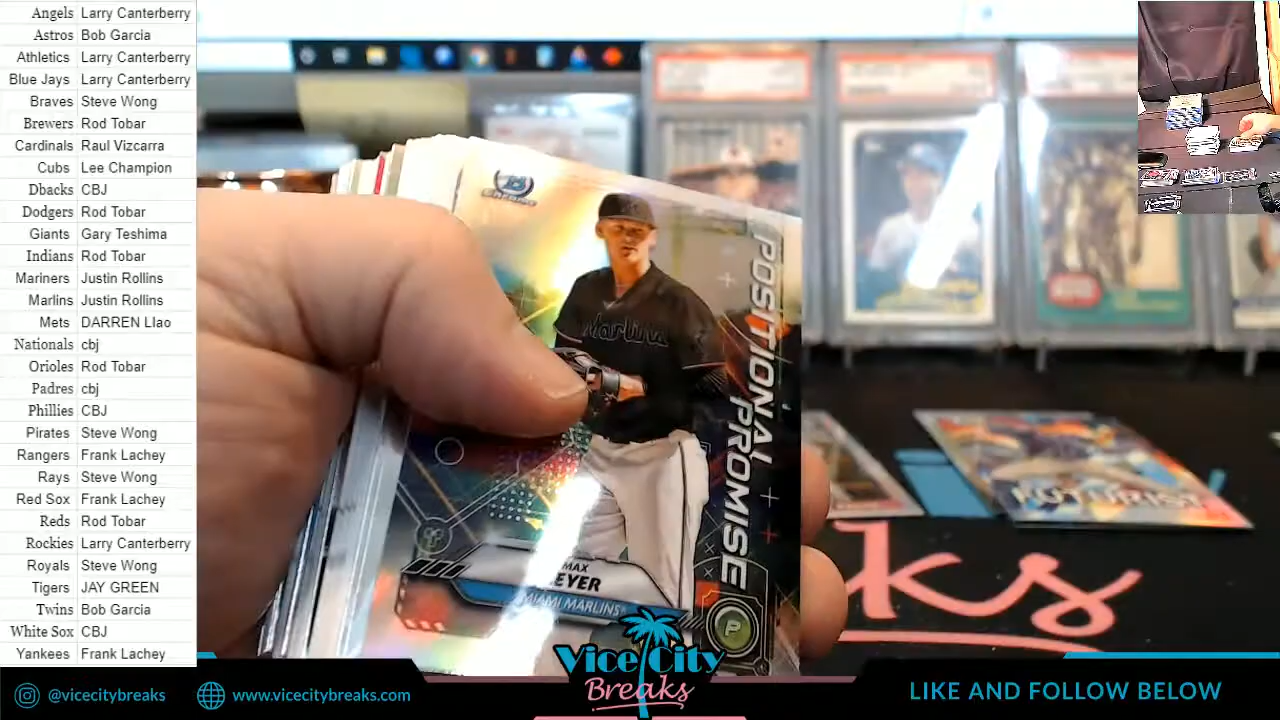 Angels Larry Canterberry
Astros Bob Garcia
Athletics Larry Canterberry
Blue Jays Larry Canterberry
Braves Steve Wong
Brewers Rod Tobar
Cardinals Raul Vizcarra
Cubs Lee Champion
Dbacks CBJ
Dodgers Rod Tobar
Giants Gary Teshima
Indians Rod Tobar
Mariners Justin Rollins
Marlins Justin Rollins
Mets DARREN LIao
Nationals cbj
Orioles Rod Tobar
Padres cbj
Phillies CBJ
Pirates Steve Wong
Rangers Frank Lachey
Rays Steve Wong
Red Sox Frank Lachey
Reds Rod Tobar
Rockies Larry Canterberry
Royals Steve Wong
Tigers JAY GREEN
Twins Bob Garcia
White Sox CBJ
Yankees Frank Lachey
Marlins
POSITIONAL
PROMISE
MAX
EYER
MIAMI MARLINS
P
FUTURIST
ks
Vice City
Breaks
@vicecitybreaks
www.vicecitybreaks.com
LIKE AND FOLLOW BELOW